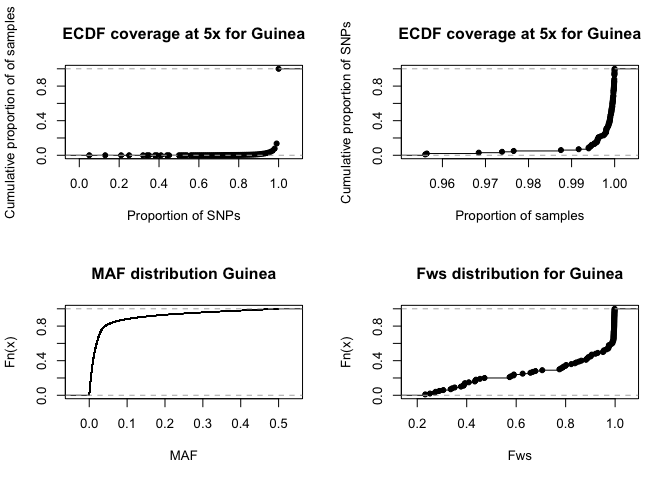 ECDF coverage at 5x for Guinea
Cumulative proportion of of samples
0.0 0.4 0.8
0.0 0.2 0.4 0.6 0.8 1.0
Proportion of SNPs
ECDF coverage at 5x for Guinea
Cumulative proportion of SNPs
0.0 0.4 0.8
0.96 0.97 0.98 0.99 1.00
Proportion of samples
MAF distribution Guinea
Fn(x)
0.0 0.4 0.8
0.0 0.1 0.2 0.3 0.4 0.5
MAF
Fws distribution for Guinea
Fn(x)
0.0 0.4 0.8
0.2 0.4 0.6 0.8 1.0
Fws